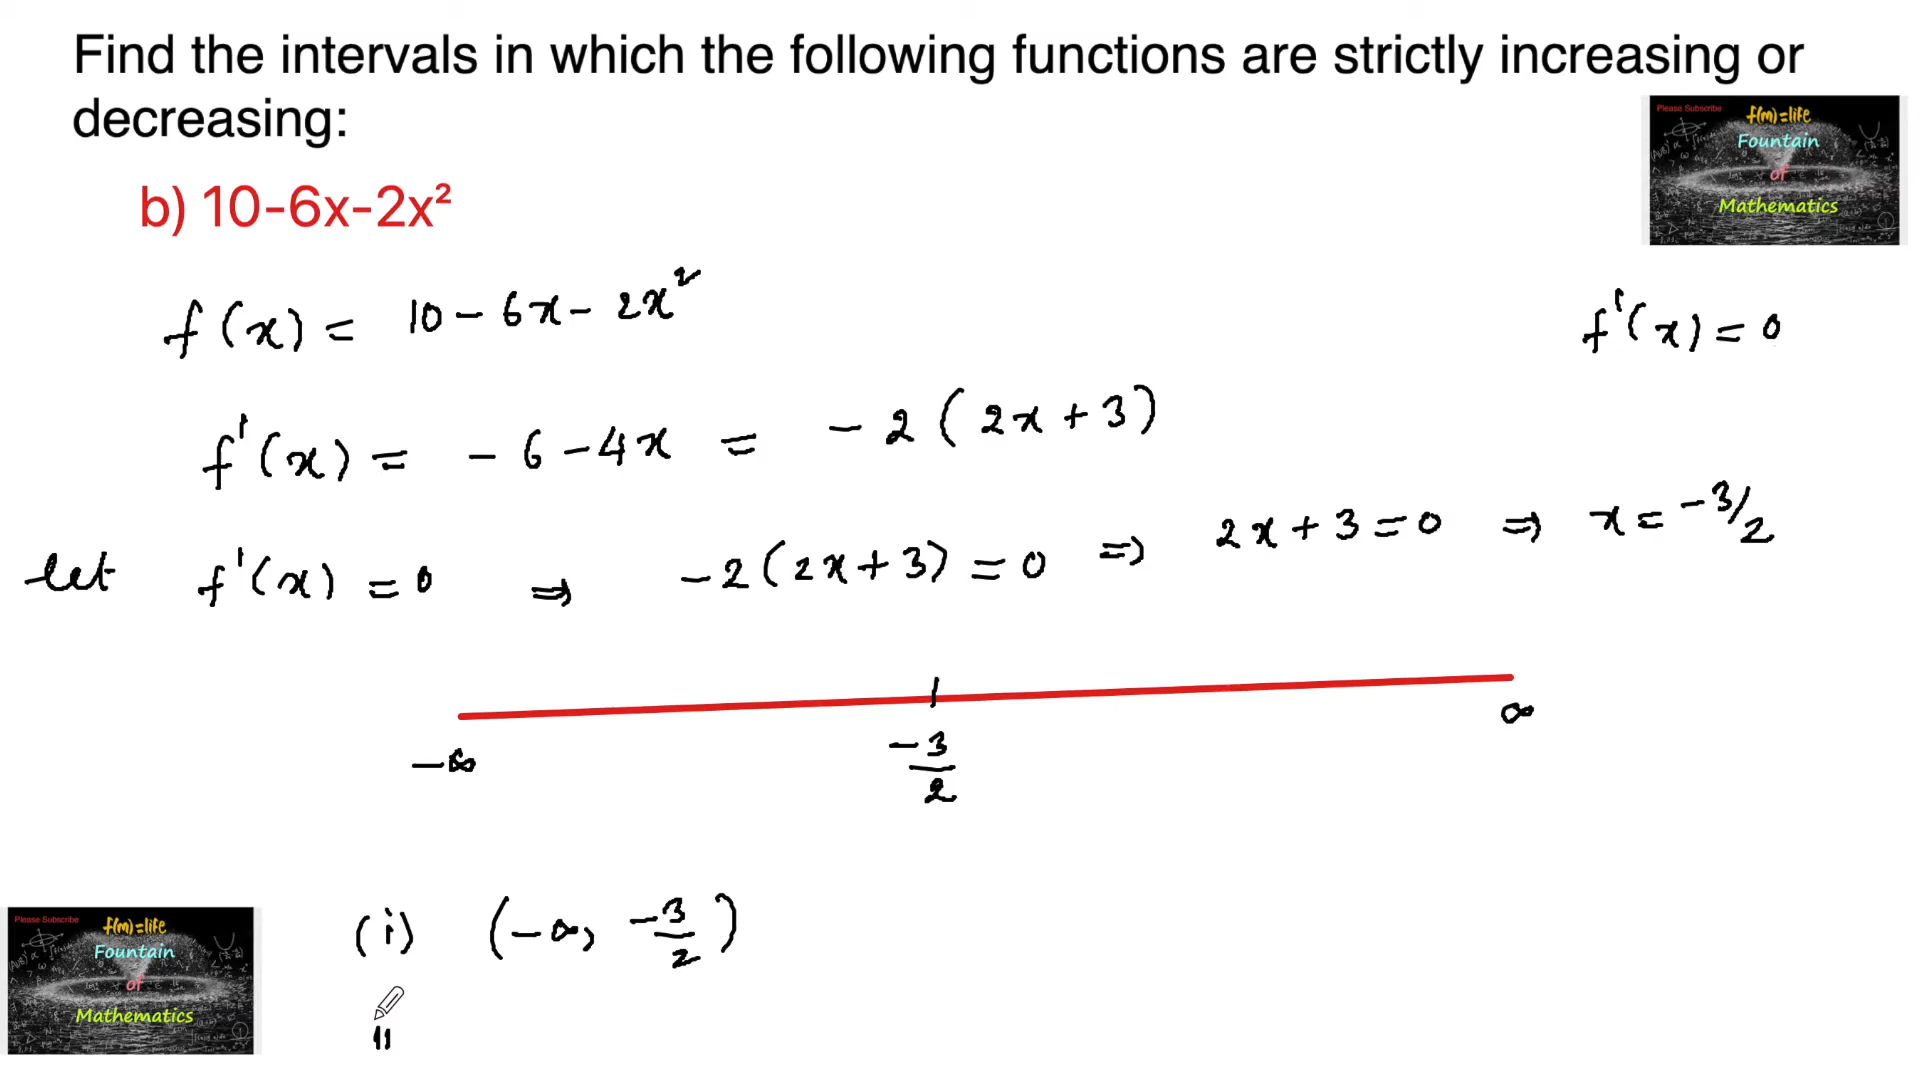 Find the intervals in which the following functions are strictly increasing or
decreasing:
Please Subscribe
f(m)=life
Fountain
of
Mathematics
b) 10-6x-2x²
f(x) = 10 - 6x - 2x²
f'(x) = 0
f'(x) = - 6 - 4x = - 2 ( 2x + 3 )
let f'(x) = 0 ⇒ -2 ( 2x + 3 ) = 0 ⇒ 2x + 3 = 0 ⇒ x = -3/2
-∞ -3/2 ∞
(i) (-∞, -3/2)
11
Please Subscribe
f(m)=life
Fountain
of
Mathematics